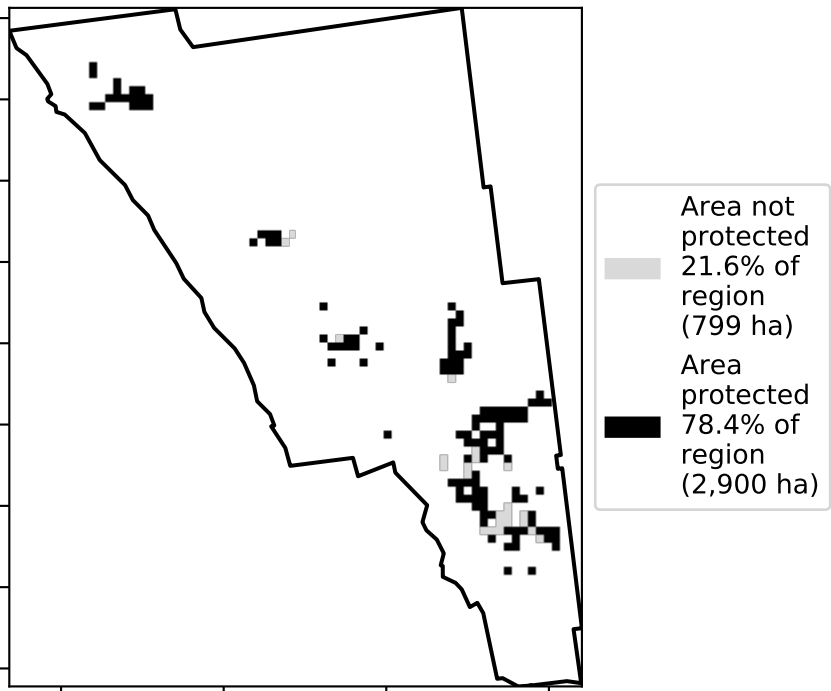 Area not
protected
21.6% of
region
(799 ha)
Area
protected
78.4% of
region
(2,900 ha)